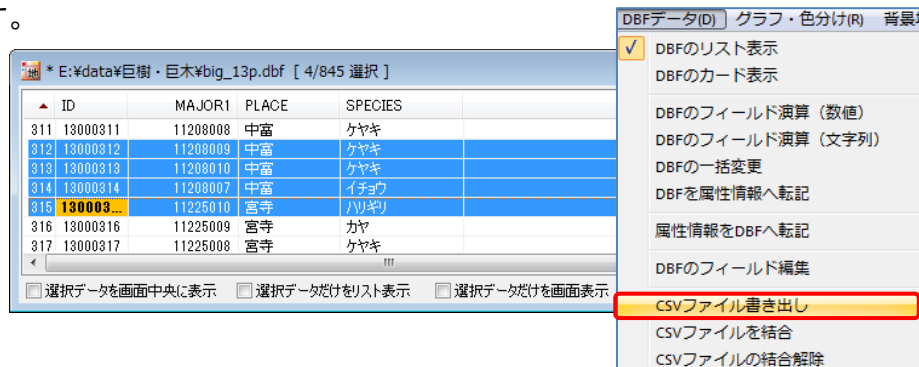 す。
* E:¥data¥巨樹・巨木¥big_13p.dbf [ 4/845 選択 ]
ID MAJOR1 PLACE SPECIES
311 13000311 11208008 中富 ケヤキ
312 13000312 11208009 中富 ケヤキ
313 13000313 11208010 中富 ケヤキ
314 13000314 11208007 中富 イチョウ
315 130003... 11225010 宮寺 ハリギリ
316 13000316 11225009 宮寺 カヤ
317 13000317 11225008 宮寺 ケヤキ
選択データを画面中央に表示 選択データだけをリスト表示 選択データだけを画面表示
DBFデータ(D) グラフ・色分け(R) 背景
DBFのリスト表示
DBFのカード表示
DBFのフィールド演算（数値）
DBFのフィールド演算（文字列）
DBFの一括変更
DBFを属性情報へ転記
属性情報をDBFへ転記
DBFのフィールド編集
CSVファイル書き出し
CSVファイルを結合
CSVファイルの結合解除